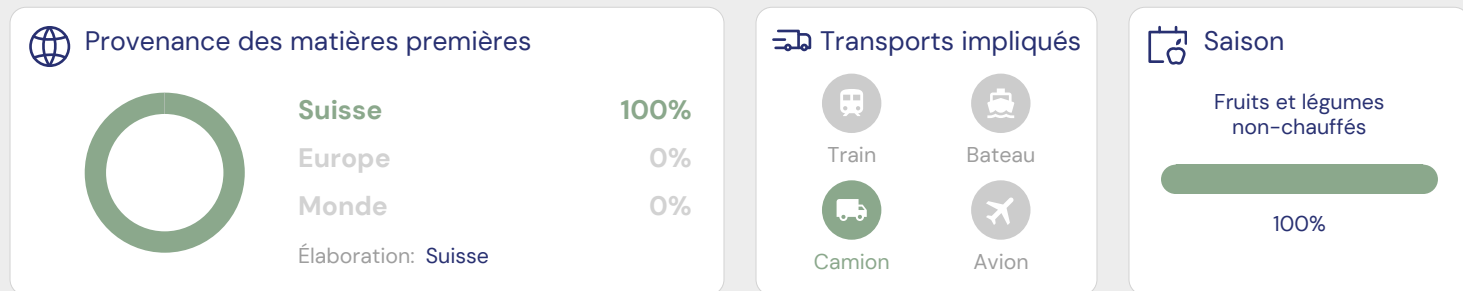 Provenance des matières premières
Suisse 100%
Europe 0%
Monde 0%
Élaboration: Suisse
Transports impliqués
Train
Bateau
Camion
Avion
Saison
Fruits et légumes
non-chauffés
100%